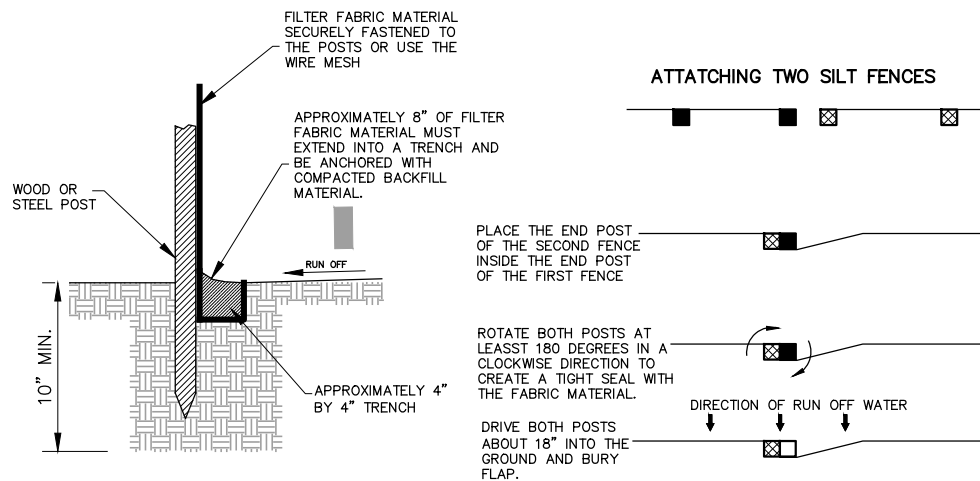 FILTER FABRIC MATERIAL
SECURELY FASTENED TO
THE POSTS OR USE THE
WIRE MESH
APPROXIMATELY 8" OF FILTER
FABRIC MATERIAL MUST
EXTEND INTO A TRENCH AND
BE ANCHORED WITH
COMPACTED BACKFILL
MATERIAL.
WOOD OR
STEEL POST
RUN OFF
10" MIN.
APPROXIMATELY 4"
BY 4" TRENCH
ATTATCHING TWO SILT FENCES
PLACE THE END POST
OF THE SECOND FENCE
INSIDE THE END POST
OF THE FIRST FENCE
ROTATE BOTH POSTS AT
LEASST 180 DEGREES IN A
CLOCKWISE DIRECTION TO
CREATE A TIGHT SEAL WITH
THE FABRIC MATERIAL.
DIRECTION OF RUN OFF WATER
DRIVE BOTH POSTS
ABOUT 18" INTO THE
GROUND AND BURY
FLAP.